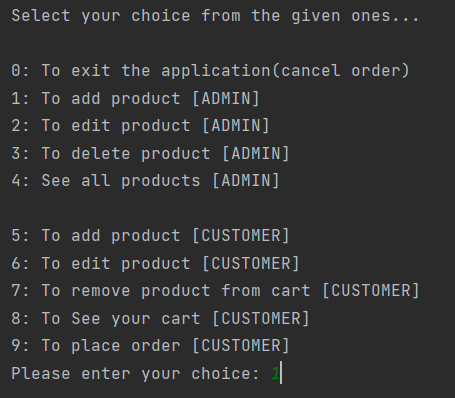 Select your choice from the given ones...
0: To exit the application(cancel order)
1: To add product [ADMIN]
2: To edit product [ADMIN]
3: To delete product [ADMIN]
4: See all products [ADMIN]
5: To add product [CUSTOMER]
6: To edit product [CUSTOMER]
7: To remove product from cart [CUSTOMER]
8: To See your cart [CUSTOMER]
9: To place order [CUSTOMER]
Please enter your choice: 1